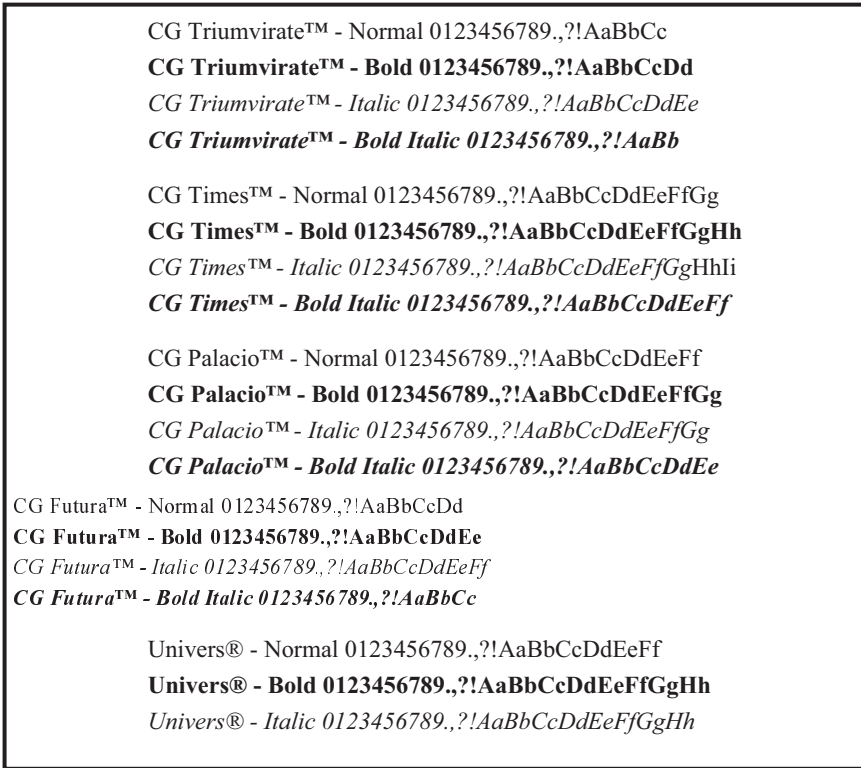 CG Triumvirate™ - Normal 0123456789.,?!AaBbCc
CG Triumvirate™ - Bold 0123456789.,?!AaBbCcDd
CG Triumvirate™ - Italic 0123456789.,?!AaBbCcDdEe
CG Triumvirate™ - Bold Italic 0123456789.,?!AaBb
CG Times™ - Normal 0123456789.,?!AaBbCcDdEeFfGg
CG Times™ - Bold 0123456789.,?!AaBbCcDdEeFfGgHh
CG Times™ - Italic 0123456789.,?!AaBbCcDdEeFfGgHhIi
CG Times™ - Bold Italic 0123456789.,?!AaBbCcDdEeFf
CG Palacio™ - Normal 0123456789.,?!AaBbCcDdEeFf
CG Palacio™ - Bold 0123456789.,?!AaBbCcDdEeFfGg
CG Palacio™ - Italic 0123456789.,?!AaBbCcDdEeFfGg
CG Palacio™ - Bold Italic 0123456789.,?!AaBbCcDdEe
CG Futura™ - Normal 0123456789.,?!AaBbCcDd
CG Futura™ - Bold 0123456789.,?!AaBbCcDdEe
CG Futura™ - Italic 0123456789.,?!AaBbCcDdEeFf
CG Futura™ - Bold Italic 0123456789.,?!AaBbCc
Univers® - Normal 0123456789.,?!AaBbCcDdEeFf
Univers® - Bold 0123456789.,?!AaBbCcDdEeFfGgHh
Univers® - Italic 0123456789.,?!AaBbCcDdEeFfGgHh